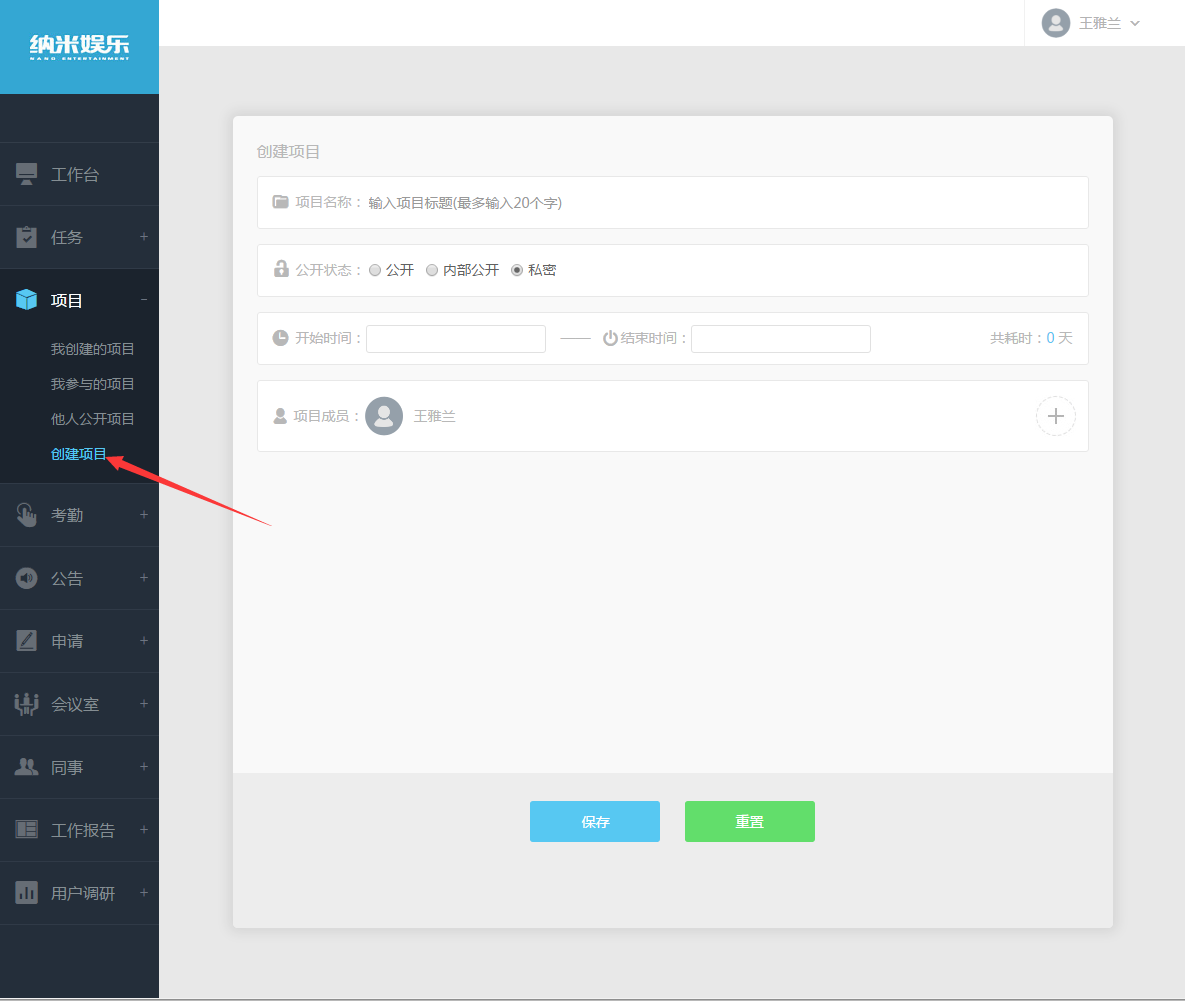 纳米娱乐
NANO ENTERTAINMENT
王雅兰
工作台
任务 +
项目 -
我创建的项目
我参与的项目
他人公开项目
创建项目
考勤 +
公告 +
申请 +
会议室 +
同事 +
工作报告 +
用户调研 +
创建项目
项目名称： 输入项目标题(最多输入20个字)
公开状态： 公开 内部公开 私密
开始时间： 结束时间： 共耗时：0 天
项目成员： 王雅兰
保存 重置